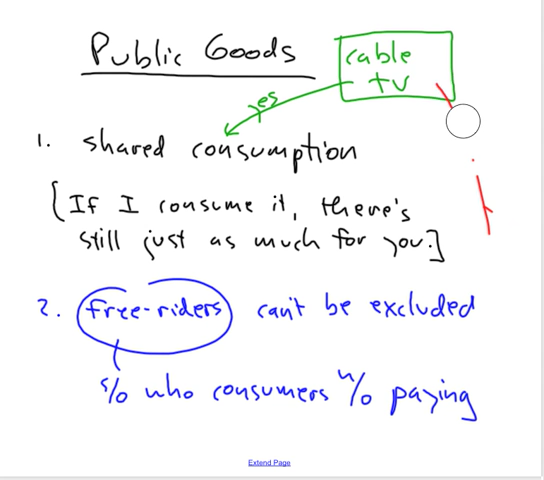 Public Goods
cable
tv
yes
1. shared consumption
[If I consume it, there's
still just as much for you.]
2. free-riders can't be excluded
s/o who consumers w/o paying
Extend Page